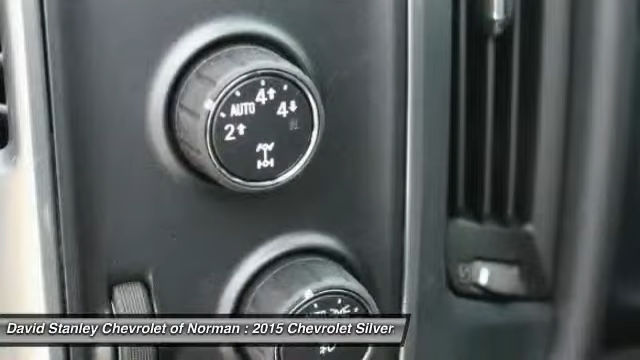 4↑
AUTO 4↓
2↑ N
David Stanley Chevrolet of Norman : 2015 Chevrolet Silver